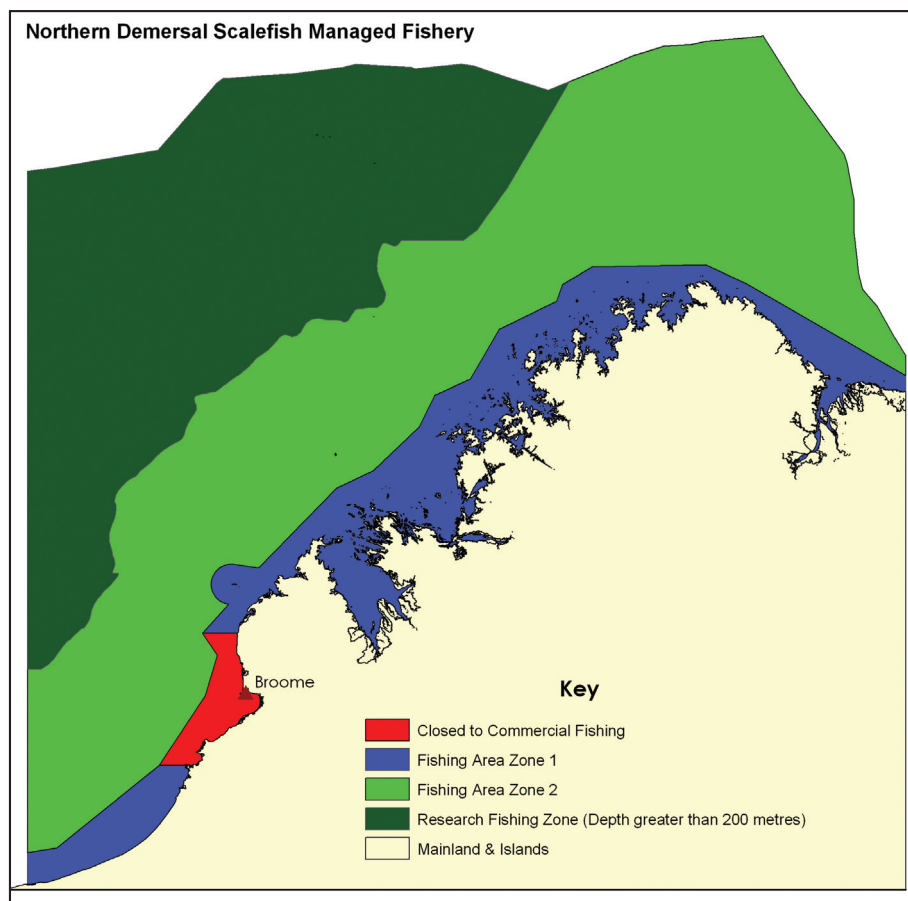 Northern Demersal Scalefish Managed Fishery
Broome
Key
Closed to Commercial Fishing
Fishing Area Zone 1
Fishing Area Zone 2
Research Fishing Zone (Depth greater than 200 metres)
Mainland & Islands